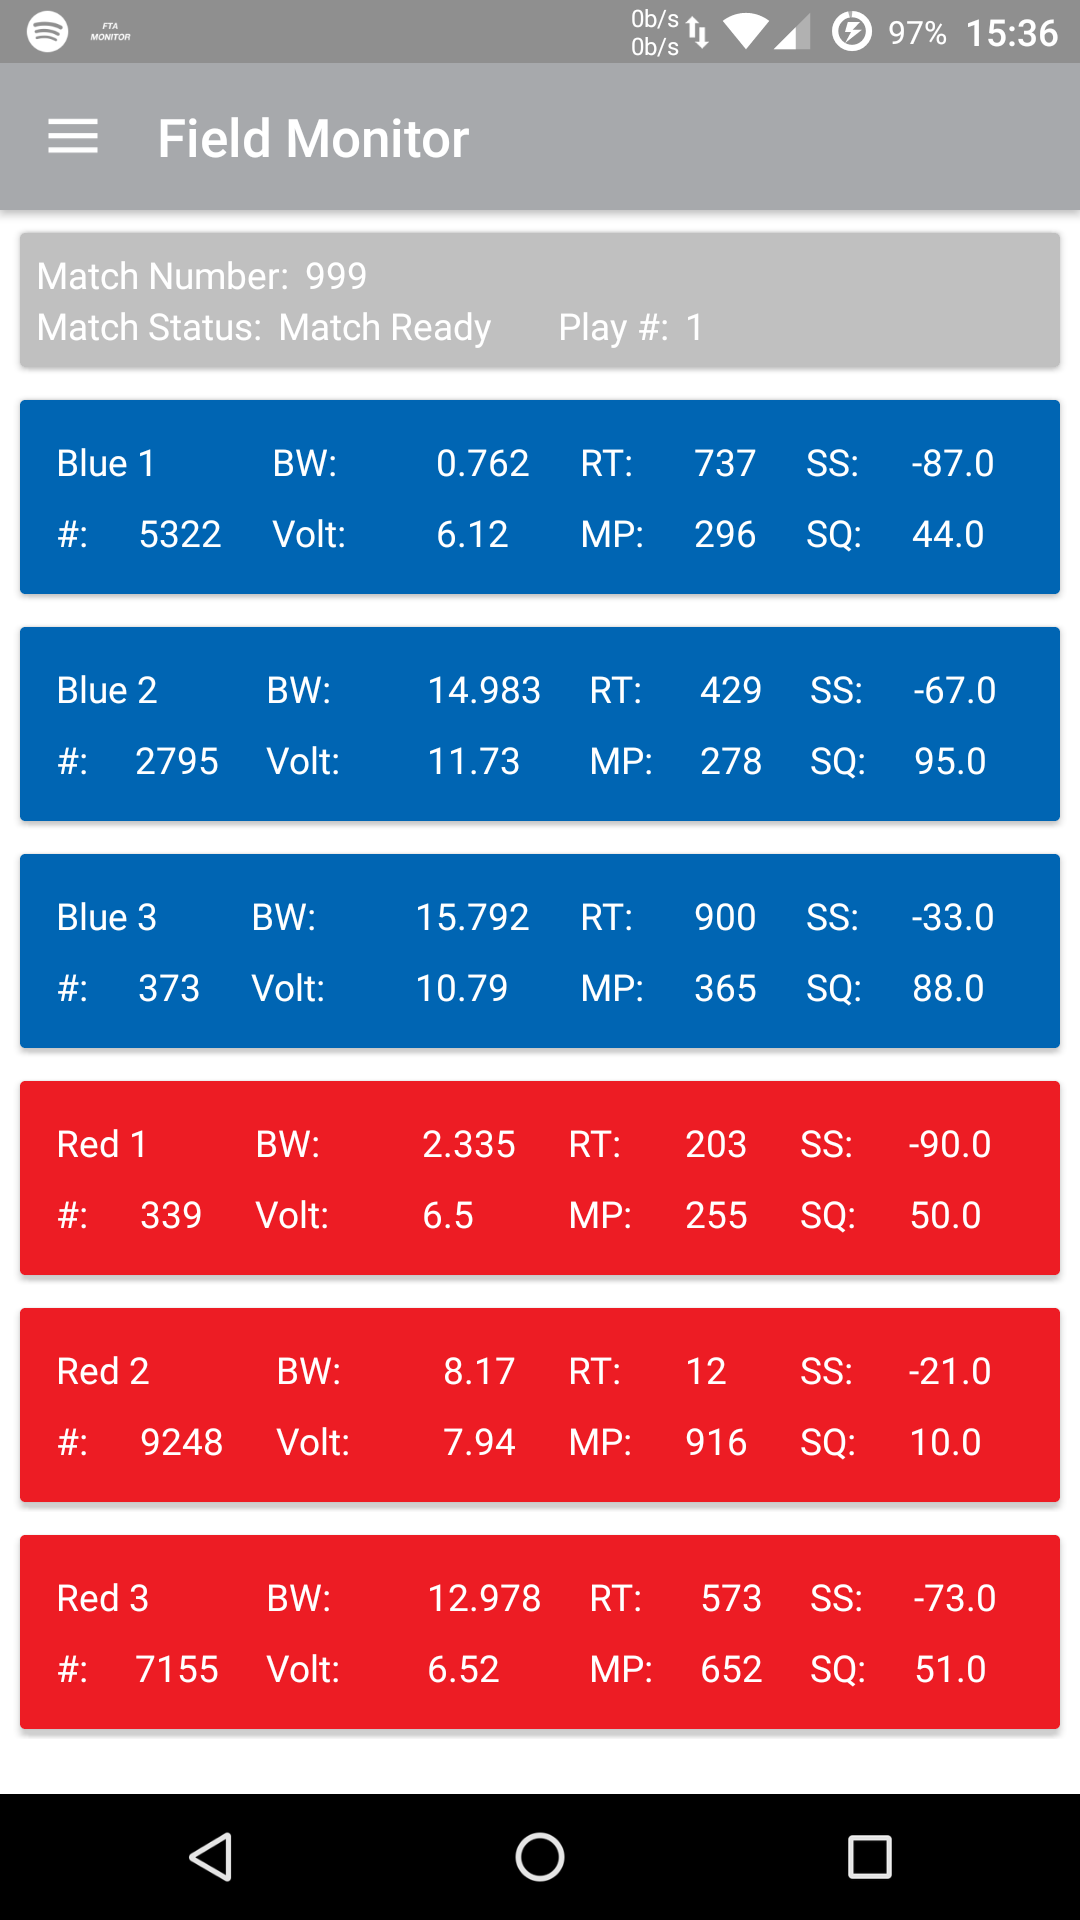 FTA
MONITOR
0b/s
0b/s
97%
15:36
Field Monitor
Match Number: 999
Match Status: Match Ready Play #: 1
Blue 1 BW: 0.762 RT: 737 SS: -87.0
#: 5322 Volt: 6.12 MP: 296 SQ: 44.0
Blue 2 BW: 14.983 RT: 429 SS: -67.0
#: 2795 Volt: 11.73 MP: 278 SQ: 95.0
Blue 3 BW: 15.792 RT: 900 SS: -33.0
#: 373 Volt: 10.79 MP: 365 SQ: 88.0
Red 1 BW: 2.335 RT: 203 SS: -90.0
#: 339 Volt: 6.5 MP: 255 SQ: 50.0
Red 2 BW: 8.17 RT: 12 SS: -21.0
#: 9248 Volt: 7.94 MP: 916 SQ: 10.0
Red 3 BW: 12.978 RT: 573 SS: -73.0
#: 7155 Volt: 6.52 MP: 652 SQ: 51.0